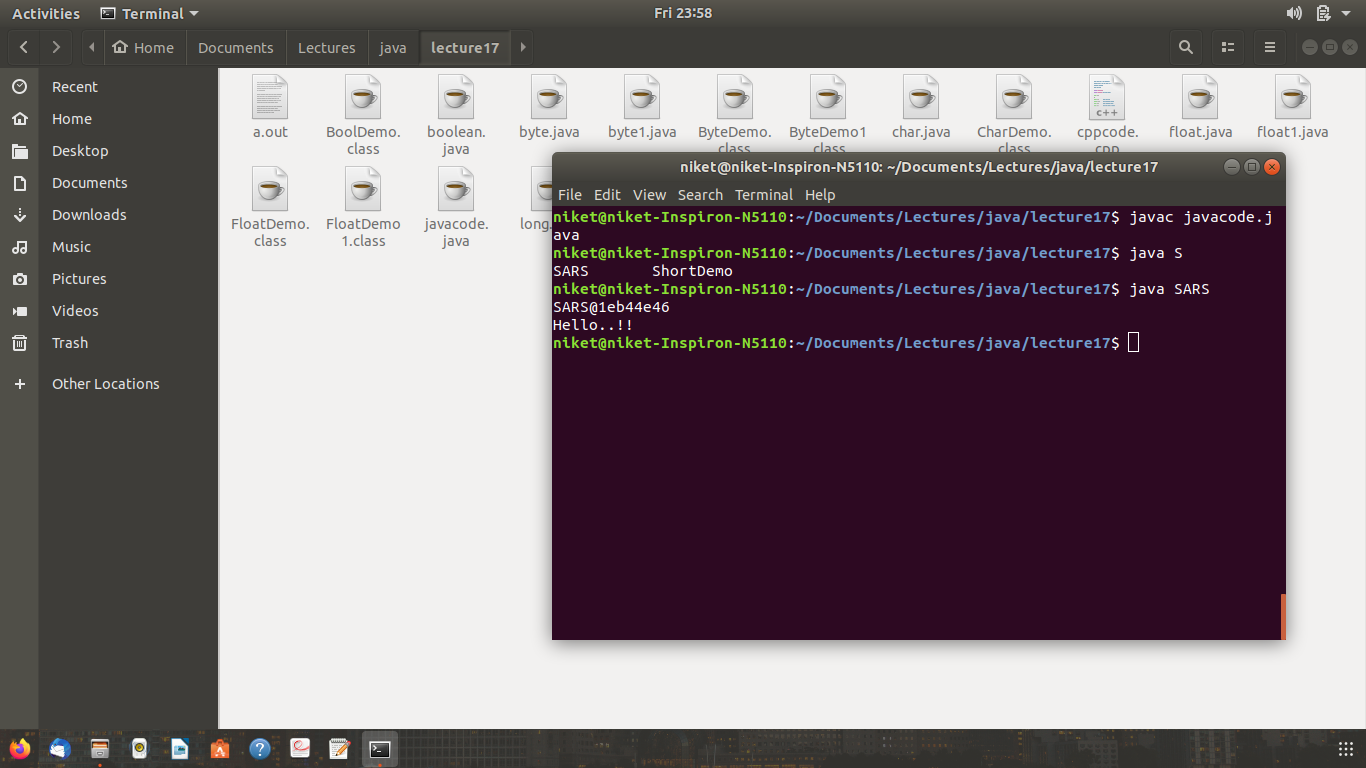 Activities Terminal Fri 23:58
Home Documents Lectures java lecture17
Recent
Home
Desktop
Documents
Downloads
Music
Pictures
Videos
Trash
Other Locations
a.out BoolDemo. boolean. byte.java byte1.java ByteDemo. ByteDemo1 char.java CharDemo. cppcode. float.java float1.java
class java class class class cpp
FloatDemo. FloatDemo javacode. long.
class 1.class java
niket@niket-Inspiron-N5110: ~/Documents/Lectures/java/lecture17
File Edit View Search Terminal Help
niket@niket-Inspiron-N5110:~/Documents/Lectures/java/lecture17$ javac javacode.j
ava
niket@niket-Inspiron-N5110:~/Documents/Lectures/java/lecture17$ java S
SARS ShortDemo
niket@niket-Inspiron-N5110:~/Documents/Lectures/java/lecture17$ java SARS
SARS@1eb44e46
Hello..!!
niket@niket-Inspiron-N5110:~/Documents/Lectures/java/lecture17$